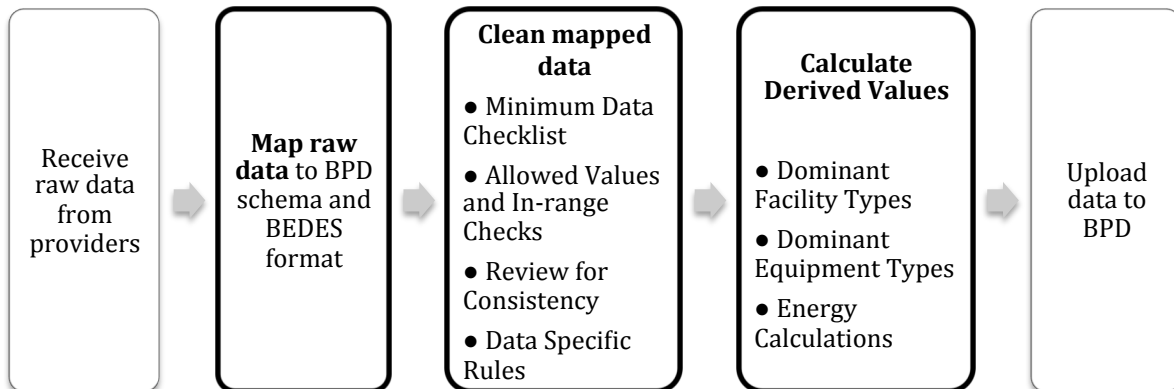 Receive
raw data
from
providers
Map raw
data to BPD
schema and
BEDES
format
Clean mapped
data
● Minimum Data
Checklist
● Allowed Values
and In-range
Checks
● Review for
Consistency
● Data Specific
Rules
Calculate
Derived Values
● Dominant
Facility Types
● Dominant
Equipment Types
● Energy
Calculations
Upload
data to
BPD